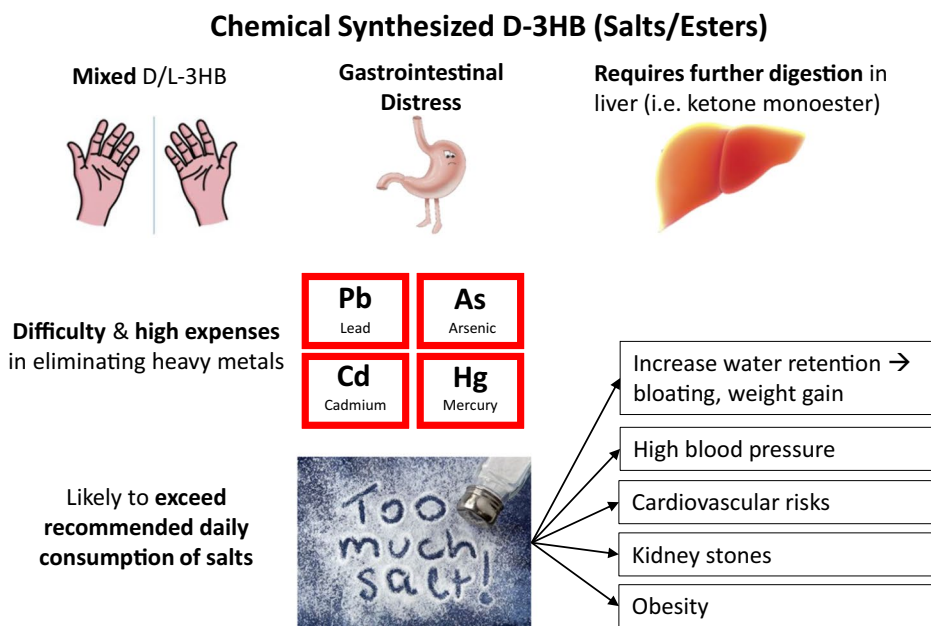 Chemical Synthesized D-3HB (Salts/Esters)
Mixed D/L-3HB
Gastrointestinal
Distress
Requires further digestion in
liver (i.e. ketone monoester)
Difficulty & high expenses
in eliminating heavy metals
Pb
Lead
As
Arsenic
Cd
Cadmium
Hg
Mercury
Likely to exceed
recommended daily
consumption of salts
Too
much
salt!
Increase water retention →
bloating, weight gain
High blood pressure
Cardiovascular risks
Kidney stones
Obesity